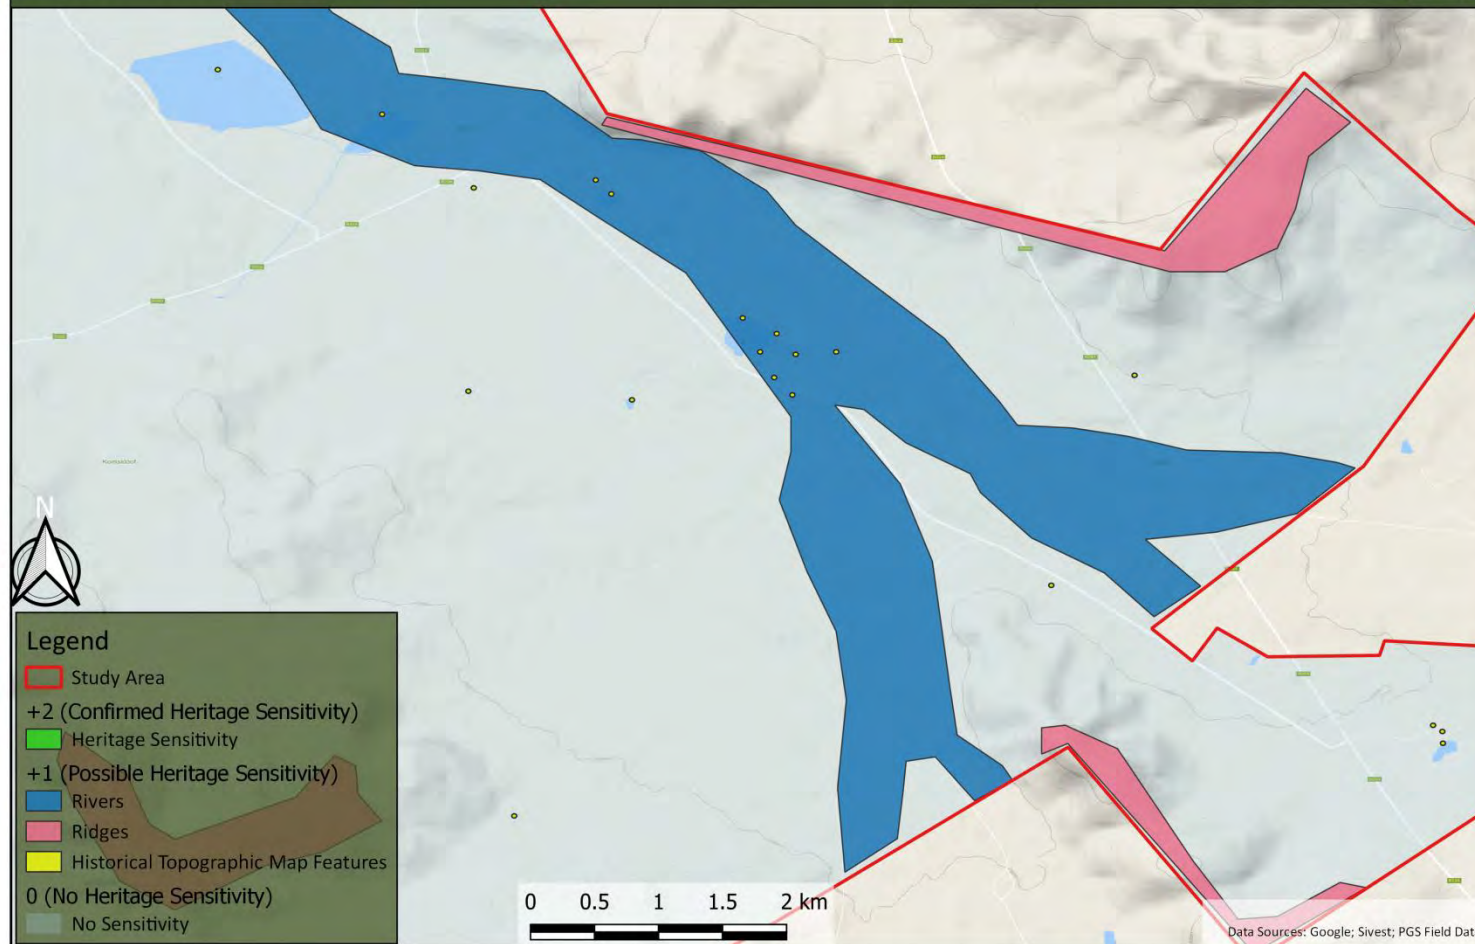 N
Legend
Study Area
+2 (Confirmed Heritage Sensitivity)
Heritage Sensitivity
+1 (Possible Heritage Sensitivity)
Rivers
Ridges
Historical Topographic Map Features
0 (No Heritage Sensitivity)
No Sensitivity
0 0.5 1 1.5 2 km
Data Sources: Google; Sivest; PGS Field Dat